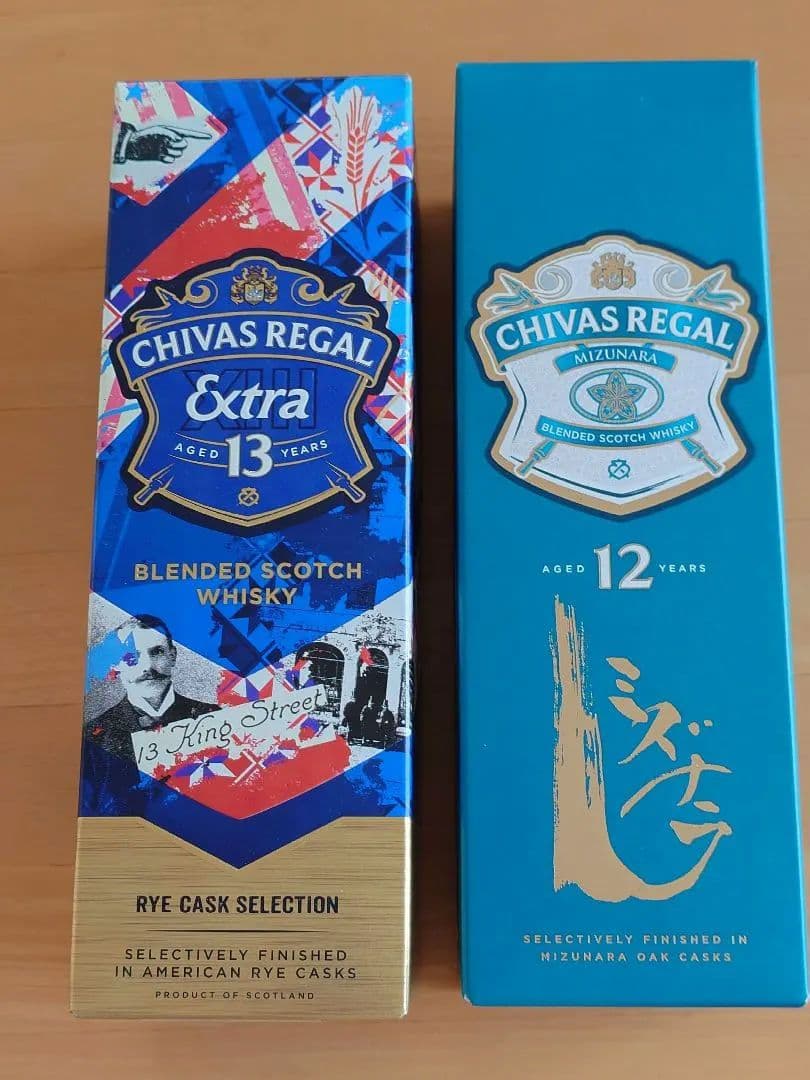 CHIVAS REGAL
XIII
Extra
AGED 13 YEARS
BLENDED SCOTCH
WHISKY
13 King Street
RYE CASK SELECTION
SELECTIVELY FINISHED
IN AMERICAN RYE CASKS
PRODUCT OF SCOTLAND
CHIVAS REGAL
MIZUNARA
BLENDED SCOTCH WHISKY
AGED 12 YEARS
ミズナラ
SELECTIVELY FINISHED IN
MIZUNARA OAK CASKS